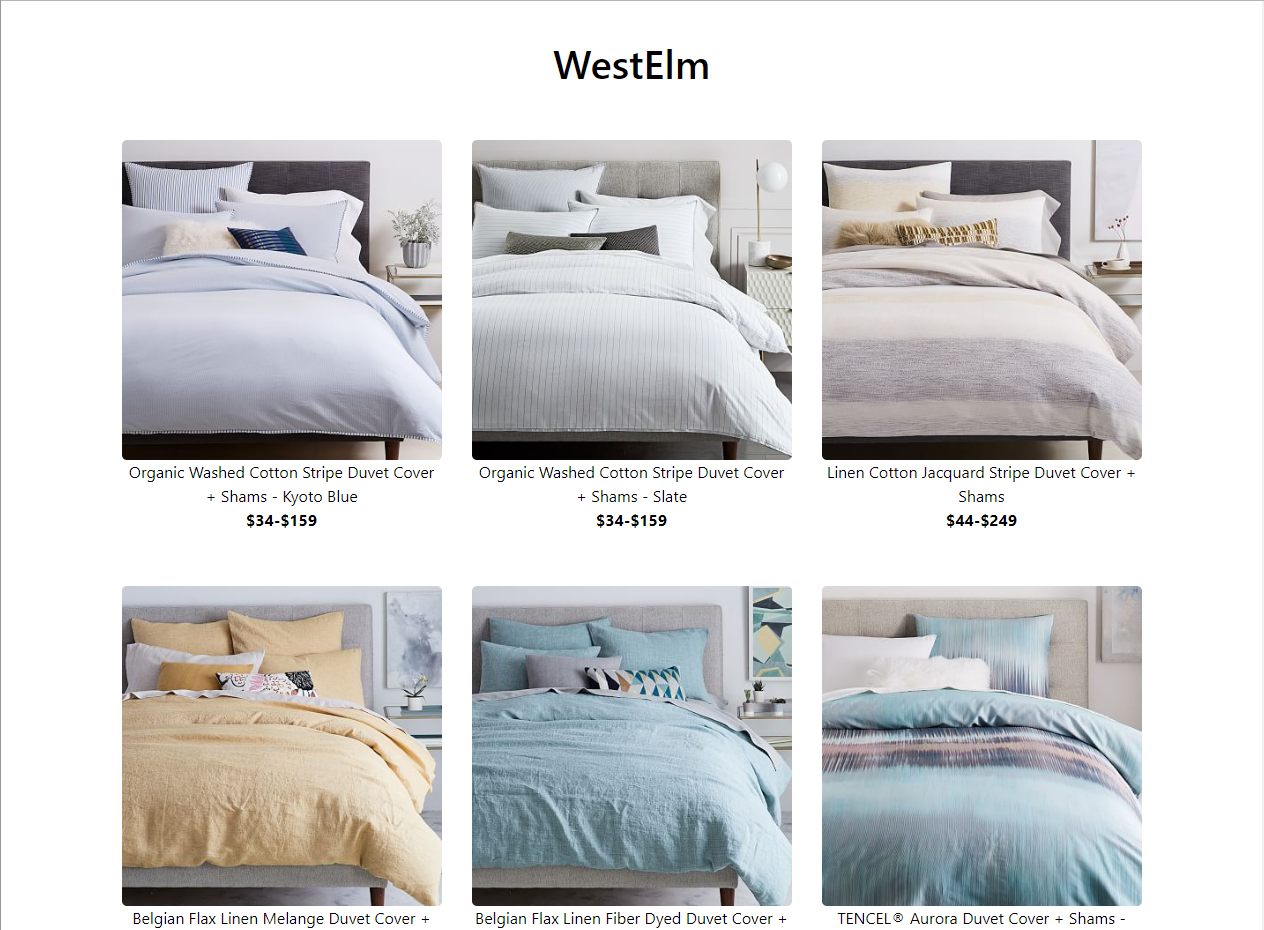 WestElm
Organic Washed Cotton Stripe Duvet Cover
+ Shams - Kyoto Blue
$34-$159
Organic Washed Cotton Stripe Duvet Cover
+ Shams - Slate
$34-$159
Linen Cotton Jacquard Stripe Duvet Cover +
Shams
$44-$249
Belgian Flax Linen Melange Duvet Cover +
Belgian Flax Linen Fiber Dyed Duvet Cover +
TENCEL® Aurora Duvet Cover + Shams -